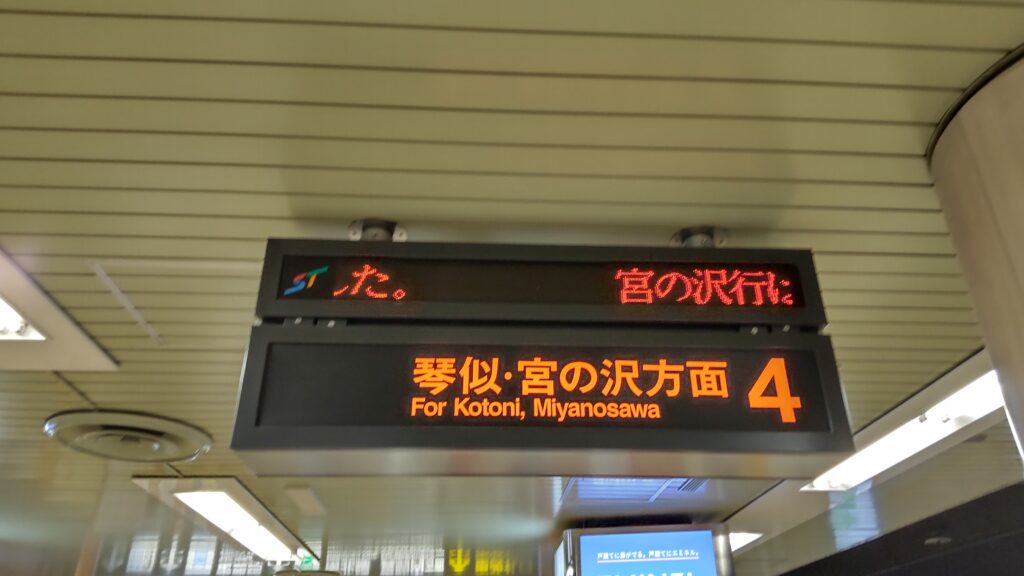 ST た。 宮の沢行に
琴似・宮の沢方面 4
For Kotoni, Miyanosawa